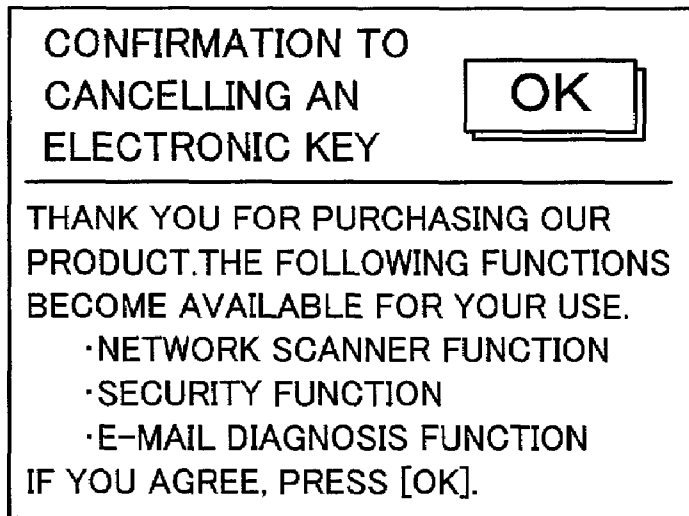 CONFIRMATION TO
CANCELLING AN
ELECTRONIC KEY
OK
THANK YOU FOR PURCHASING OUR
PRODUCT.THE FOLLOWING FUNCTIONS
BECOME AVAILABLE FOR YOUR USE.
・NETWORK SCANNER FUNCTION
・SECURITY FUNCTION
・E-MAIL DIAGNOSIS FUNCTION
IF YOU AGREE, PRESS [OK].